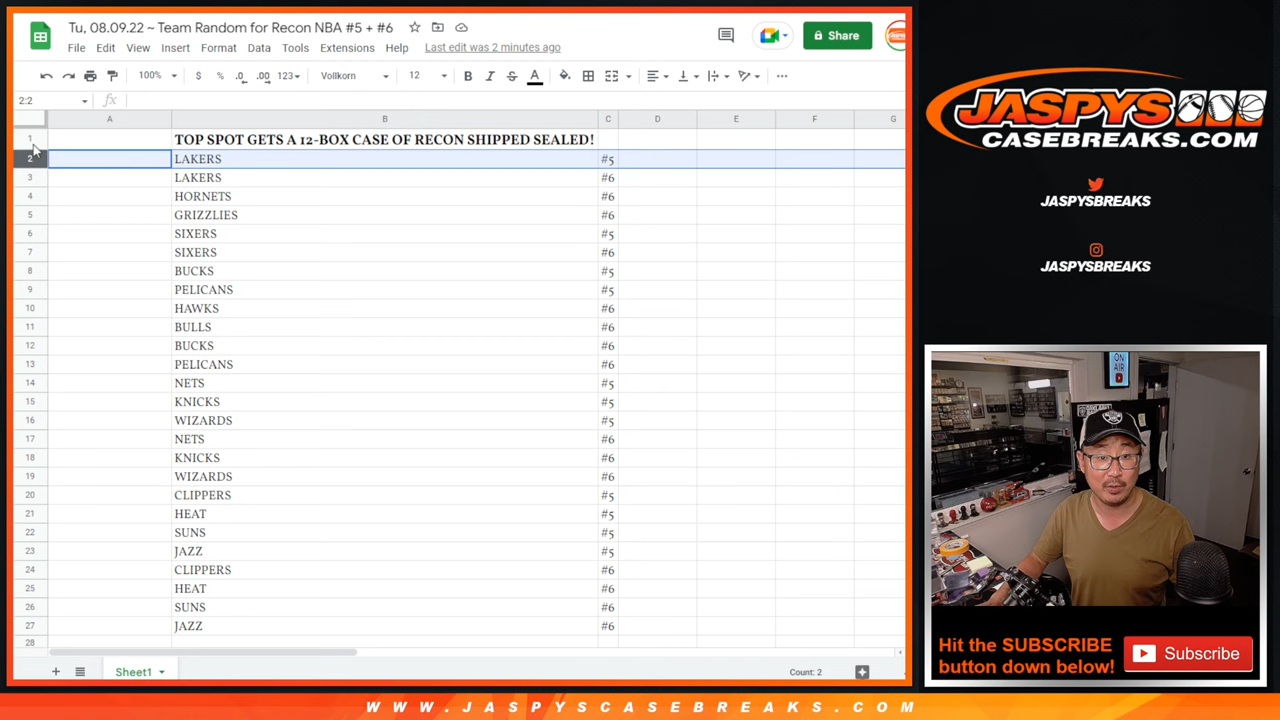 Tu, 08.09.22 ~ Team Random for Recon NBA #5 + #6
File Edit View Insert Format Data Tools Extensions Help Last edit was 2 minutes ago
Share
100% $ % .0 .00 123 Vollkorn 12 B I S A
2:2 fx
A B C D E F G
1 TOP SPOT GETS A 12-BOX CASE OF RECON SHIPPED SEALED!
2 LAKERS #5
3 LAKERS #6
4 HORNETS #6
5 GRIZZLIES #6
6 SIXERS #5
7 SIXERS #6
8 BUCKS #5
9 PELICANS #5
10 HAWKS #6
11 BULLS #6
12 BUCKS #6
13 PELICANS #6
14 NETS #5
15 KNICKS #5
16 WIZARDS #5
17 NETS #6
18 KNICKS #6
19 WIZARDS #6
20 CLIPPERS #5
21 HEAT #5
22 SUNS #5
23 JAZZ #5
24 CLIPPERS #6
25 HEAT #6
26 SUNS #6
27 JAZZ #6
28
Sheet1
Count: 2
JASPYS
CASEBREAKS.COM
JASPYSBREAKS
JASPYSBREAKS
ON
AIR
Hit the SUBSCRIBE
button down below!
Subscribe
WWW.JASPYSCASEBREAKS.COM